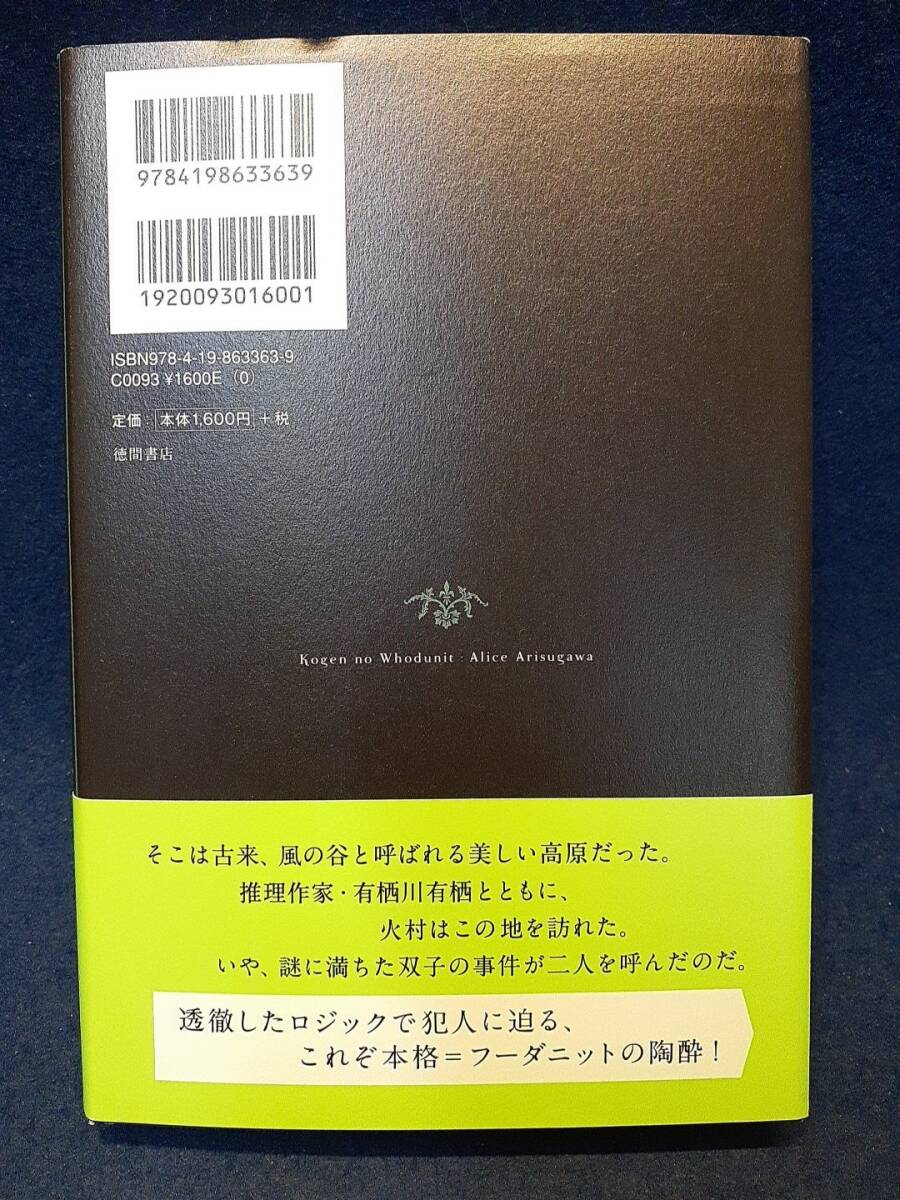 9784198633639
1920093016001
ISBN978-4-19-863363-9
C0093 ¥1600E (0)
定価:本体1,600円+税
徳間書店
Kogen no Whodunit : Alice Arisugawa
そこは古来、風の谷と呼ばれる美しい高原だった。
推理作家・有栖川有栖とともに、
火村はこの地を訪れた。
いや、謎に満ちた双子の事件が二人を呼んだのだ。
透徹したロジックで犯人に迫る、
これぞ本格=フーダニットの陶酔!